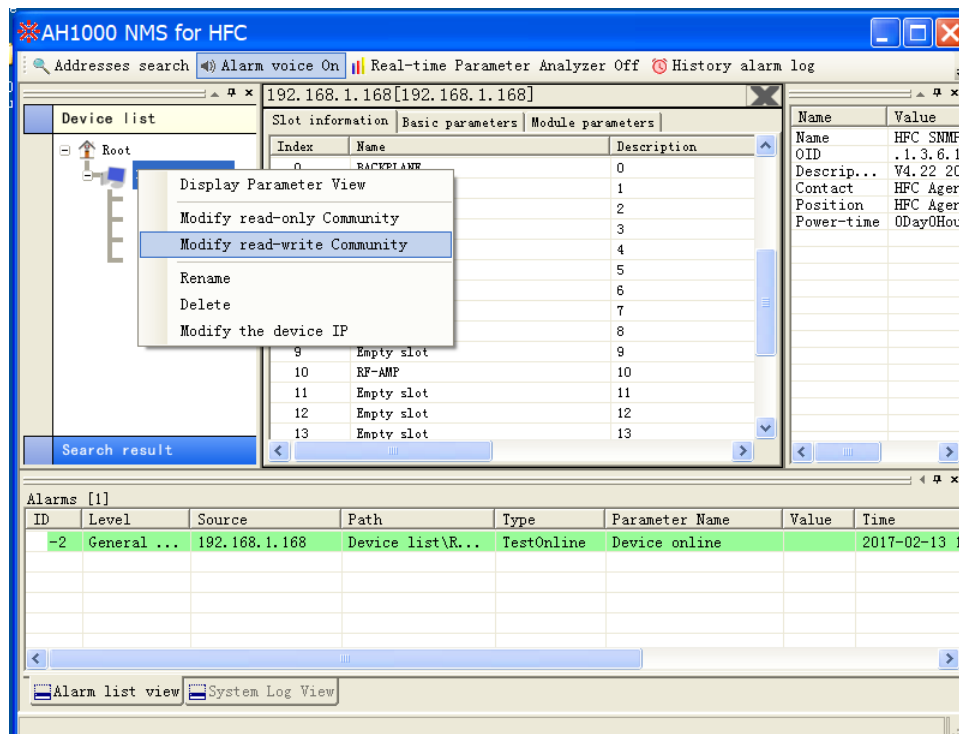 AH1000 NMS for HFC
Addresses search Alarm voice On Real-time Parameter Analyzer Off History alarm log
Device list
Root
Display Parameter View
Modify read-only Community
Modify read-write Community
Rename
Delete
Modify the device IP
Search result
192.168.1.168[192.168.1.168]
Slot information Basic parameters Module parameters
Index Name Description
0 BACKPLANE 0
1
2
3
4
5
6
7
8
9 Empty slot 9
10 RF-AMP 10
11 Empty slot 11
12 Empty slot 12
13 Empty slot 13
Name Value
Name HFC SNMP
OID .1.3.6.1
Descrip... V4.22 20
Contact HFC Agen
Position HFC Agen
Power-time 0Day0Hou
Alarms [1]
ID Level Source Path Type Parameter Name Value Time
-2 General ... 192.168.1.168 Device list\R... TestOnline Device online 2017-02-13 1
Alarm list view System Log View